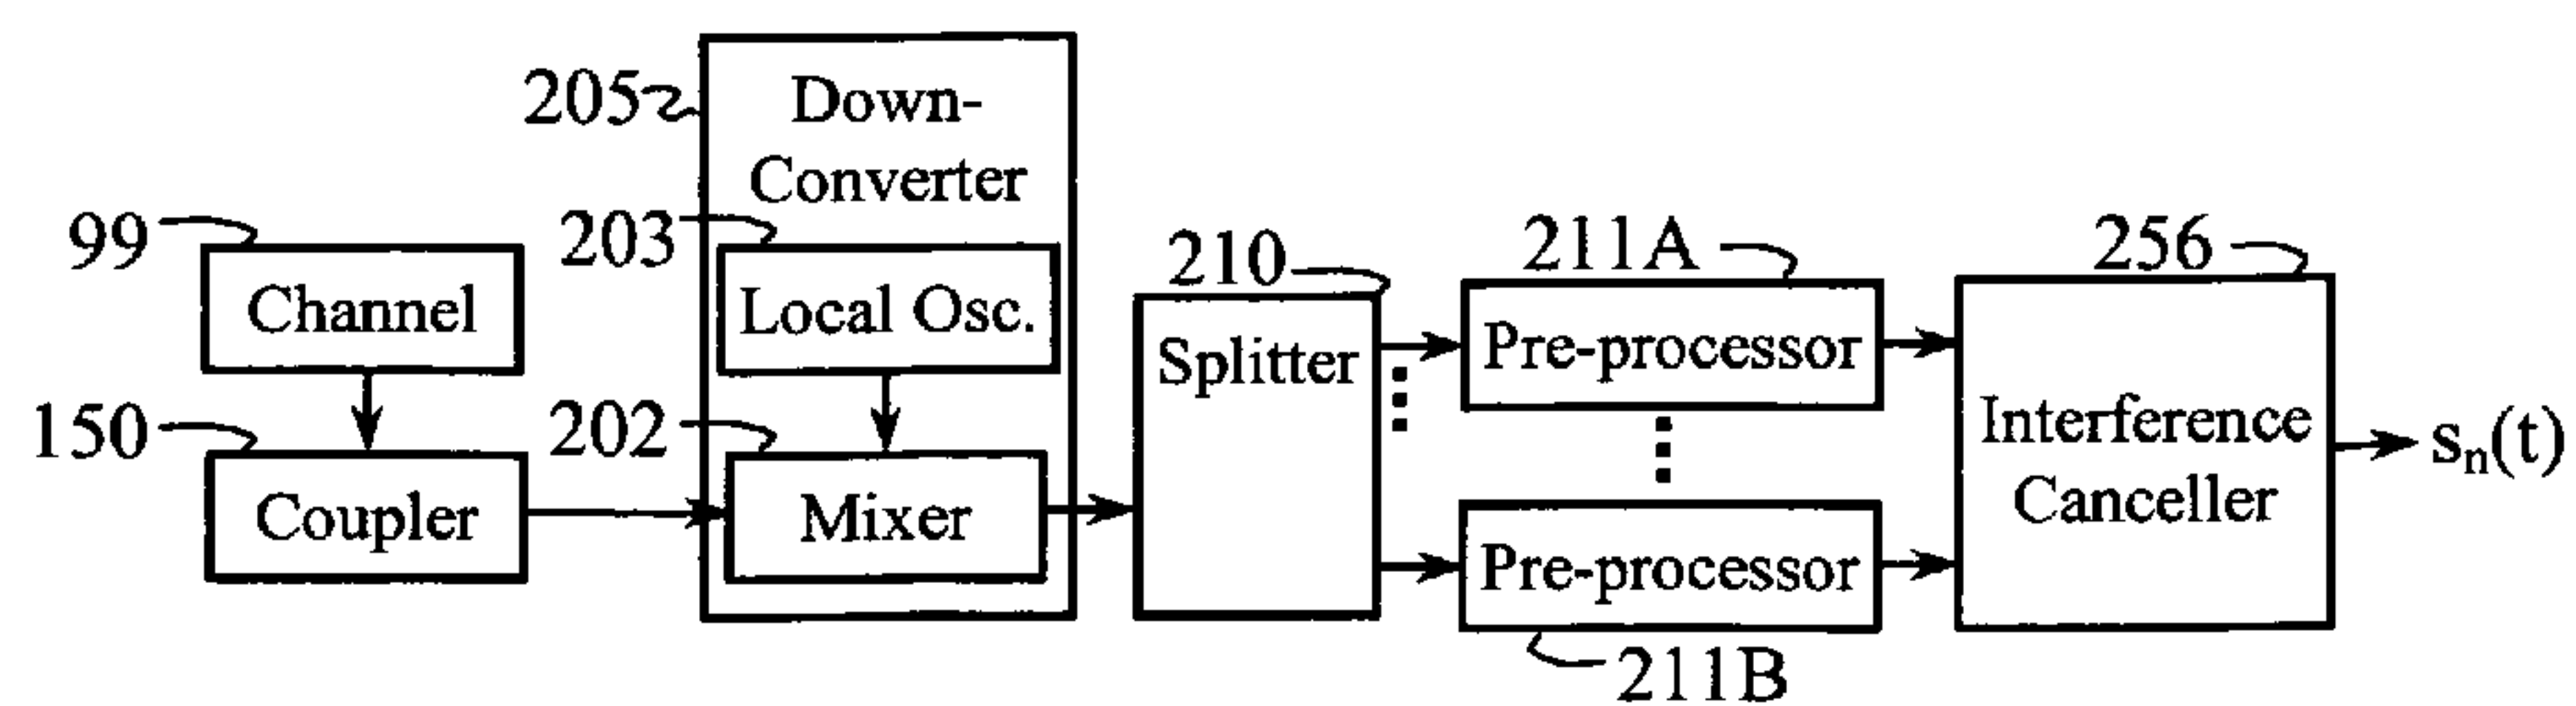 205
Down-
Converter
99
203
210
211A
256
Channel
Local Osc.
Splitter
Pre-processor
150
202
Interference
Canceller
sn(t)
Coupler
Mixer
Pre-processor
211B